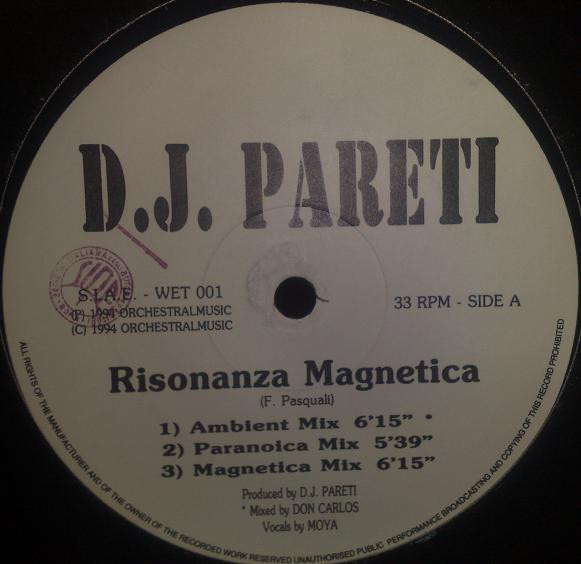 D.J. PARETI
S.I.A.E. - WET 001
(P) 1994 ORCHESTRALMUSIC
(C) 1994 ORCHESTRALMUSIC
33 RPM - SIDE A
Risonanza Magnetica
(F. Pasquali)
1) Ambient Mix 6'15" *
2) Paranoica Mix 5'39"
3) Magnetica Mix 6'15"
Produced by D.J. PARETI
* Mixed by DON CARLOS
Vocals by MOYA
ALL RIGHTS OF THE MANUFACTURER AND OF THE OWNER OF THE RECORDED WORK RESERVED UNAUTHORISED PUBLIC PERFORMANCE BROADCASTING AND COPYING OF THIS RECORD PROHIBITED